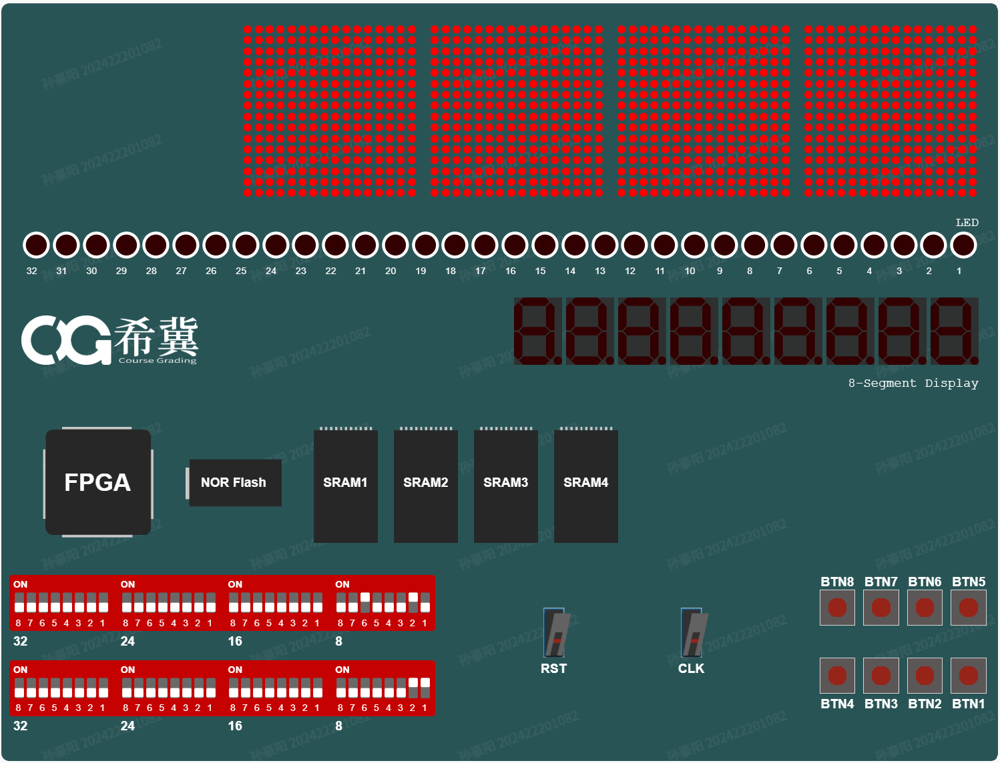 LED
32 31 30 29 28 27 26 25 24 23 22 21 20 19 18 17 16 15 14 13 12 11 10 9 8 7 6 5 4 3 2 1
CG希冀
Course Grading
8-Segment Display
FPGA
NOR Flash
SRAM1
SRAM2
SRAM3
SRAM4
ON ON ON ON
8 7 6 5 4 3 2 1 8 7 6 5 4 3 2 1 8 7 6 5 4 3 2 1 8 7 6 5 4 3 2 1
32 24 16 8
ON ON ON ON
8 7 6 5 4 3 2 1 8 7 6 5 4 3 2 1 8 7 6 5 4 3 2 1 8 7 6 5 4 3 2 1
32 24 16 8
RST
CLK
BTN8 BTN7 BTN6 BTN5
BTN4 BTN3 BTN2 BTN1
孙豪阳 202422201082